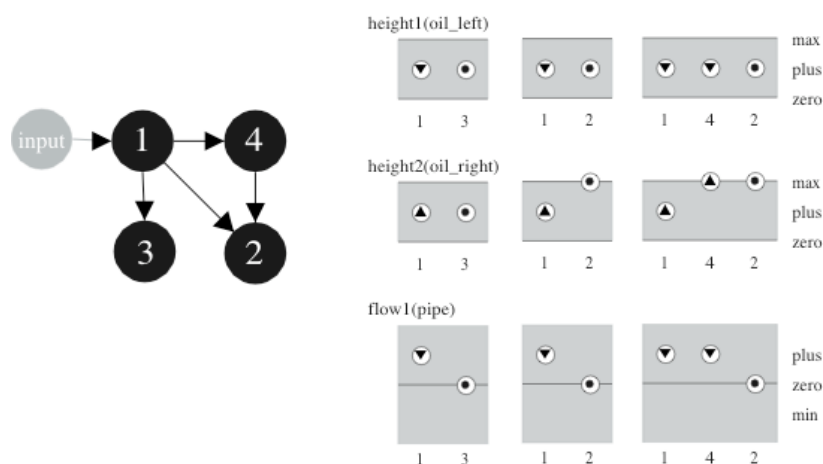 height1(oil_left)
max
plus
zero
1 3 1 2 1 4 2
input 1 4
3 2
height2(oil_right)
max
plus
zero
1 3 1 2 1 4 2
flow1(pipe)
plus
zero
min
1 3 1 2 1 4 2